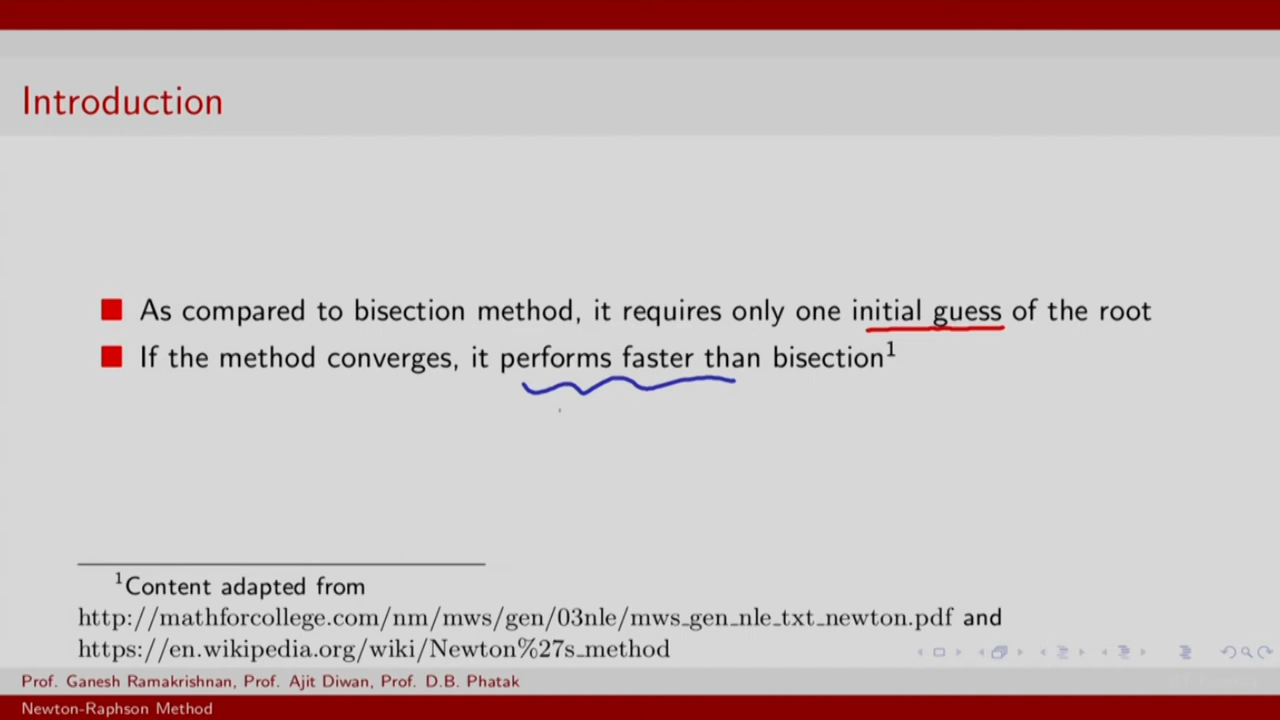 Introduction
As compared to bisection method, it requires only one initial guess of the root
If the method converges, it performs faster than bisection¹
¹Content adapted from
http://mathforcollege.com/nm/mws/gen/03nle/mws_gen_nle_txt_newton.pdf and
https://en.wikipedia.org/wiki/Newton%27s_method
Prof. Ganesh Ramakrishnan, Prof. Ajit Diwan, Prof. D.B. Phatak
Newton-Raphson Method